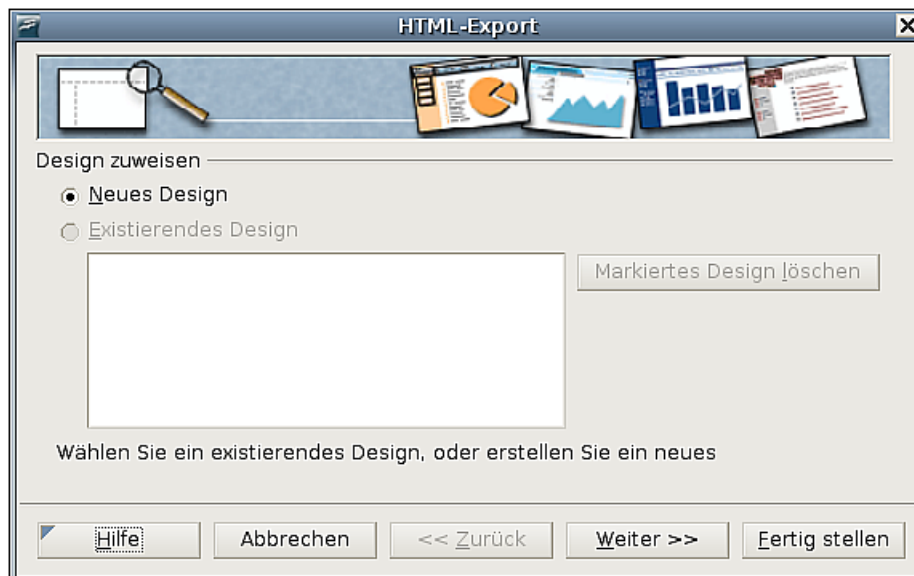 HTML-Export
Design zuweisen
Neues Design
Existierendes Design
Markiertes Design löschen
Wählen Sie ein existierendes Design, oder erstellen Sie ein neues
Hilfe
Abbrechen
<< Zurück
Weiter >>
Fertig stellen